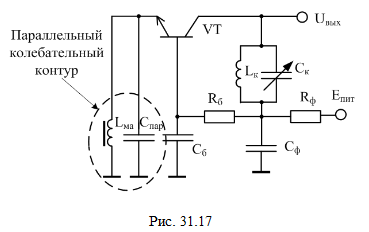 Параллельный
колебательный
контур
VT
Uвых
Lк
Cк
Rб
Rф
Eпит
Lма
Cпар
Cб
Cф
Рис. 31.17